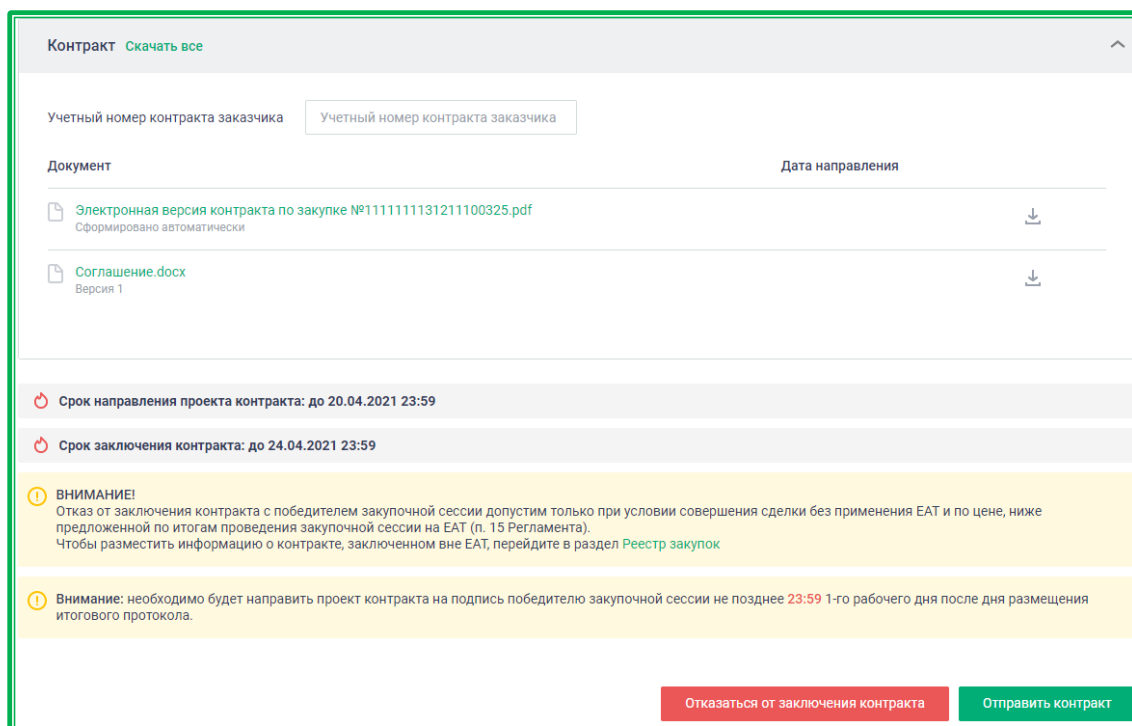 Контракт Скачать все
Учетный номер контракта заказчика Учетный номер контракта заказчика
Документ Дата направления
Электронная версия контракта по закупке №1111111131211100325.pdf
Сформировано автоматически
Соглашение.docx
Версия 1
Срок направления проекта контракта: до 20.04.2021 23:59
Срок заключения контракта: до 24.04.2021 23:59
ВНИМАНИЕ!
Отказ от заключения контракта с победителем закупочной сессии допустим только при условии совершения сделки без применения ЕАТ и по цене, ниже
предложенной по итогам проведения закупочной сессии на ЕАТ (п. 15 Регламента).
Чтобы разместить информацию о контракте, заключенном вне ЕАТ, перейдите в раздел Реестр закупок
Внимание: необходимо будет направить проект контракта на подпись победителю закупочной сессии не позднее 23:59 1-го рабочего дня после дня размещения
итогового протокола.
Отказаться от заключения контракта Отправить контракт